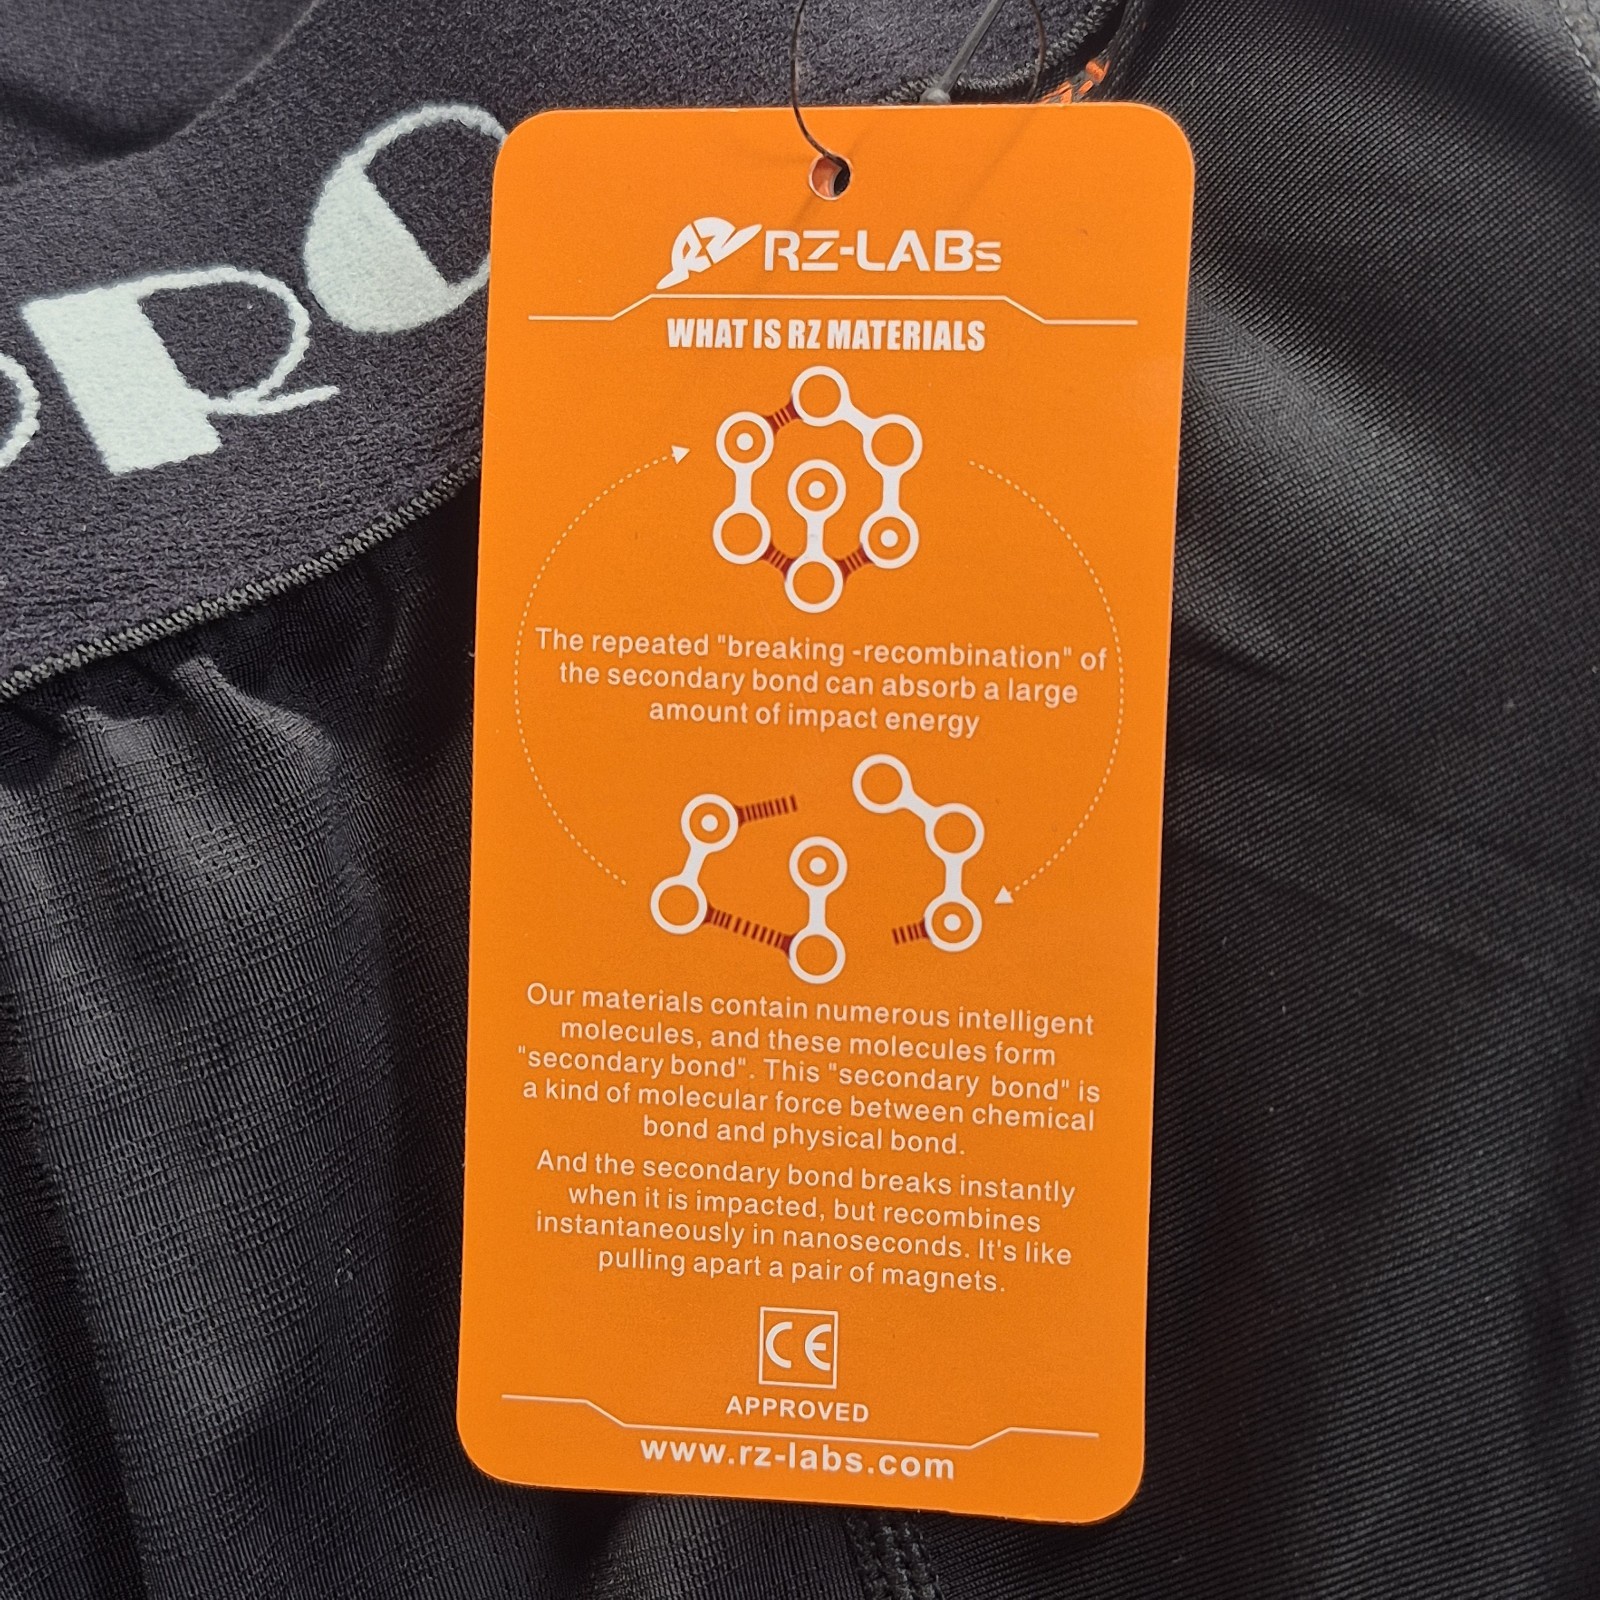 RZ-LABs
WHAT IS RZ MATERIALS
The repeated "breaking -recombination" of
the secondary bond can absorb a large
amount of impact energy
Our materials contain numerous intelligent
molecules, and these molecules form
"secondary bond". This "secondary bond" is
a kind of molecular force between chemical
bond and physical bond.
And the secondary bond breaks instantly
when it is impacted, but recombines
instantaneously in nanoseconds. It's like
pulling apart a pair of magnets.
CE
APPROVED
www.rz-labs.com